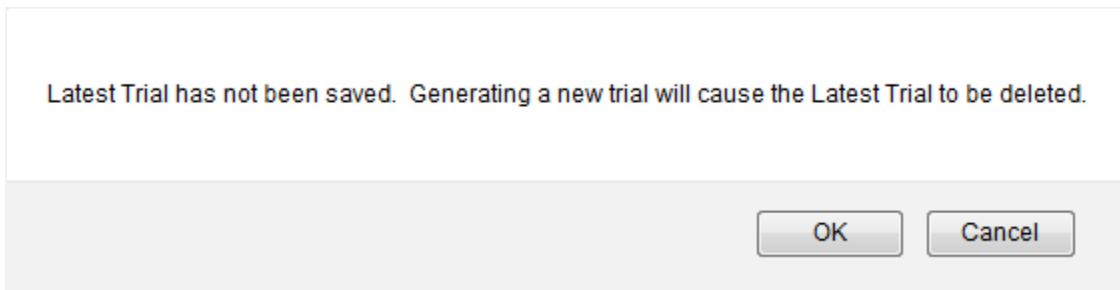 Latest Trial has not been saved.  Generating a new trial will cause the Latest Trial to be deleted.
OK
Cancel